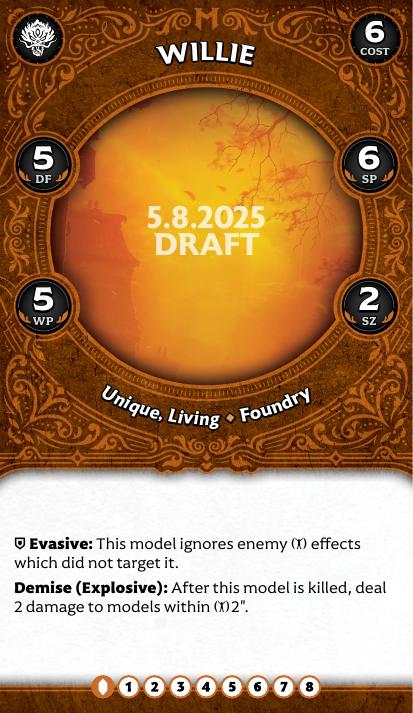 6
COST
WILLIE
5
DF
6
SP
5.8.2025
DRAFT
5
WP
2
SZ
Unique, Living ⬥ Foundry
Evasive: This model ignores enemy effects
which did not target it.
Demise (Explosive): After this model is killed, deal
2 damage to models within 2".
1 2 3 4 5 6 7 8